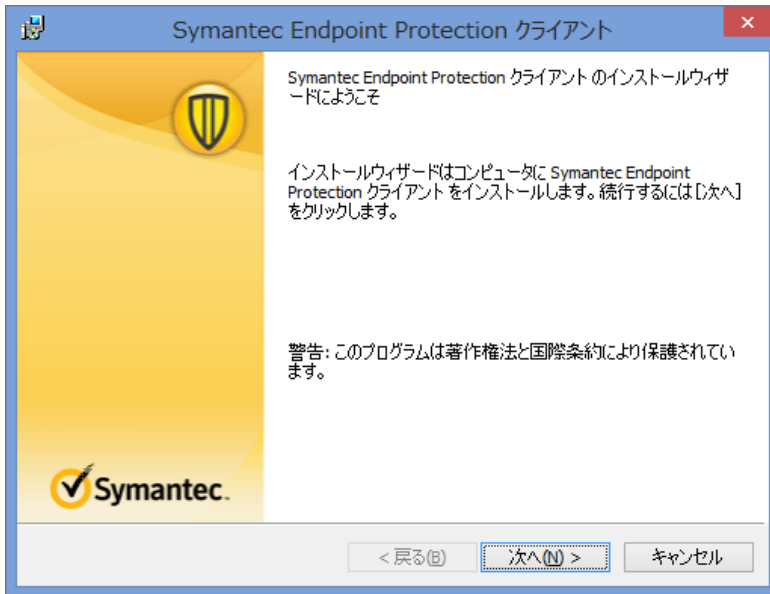 Symantec Endpoint Protection クライアント
Symantec Endpoint Protection クライアント のインストールウィザ
ードにようこそ
インストールウィザードはコンピュータに Symantec Endpoint
Protection クライアント をインストールします。続行するには [次へ]
をクリックします。
警告: このプログラムは著作権法と国際条約により保護されてい
ます。
Symantec.
< 戻る(B)
次へ(N) >
キャンセル